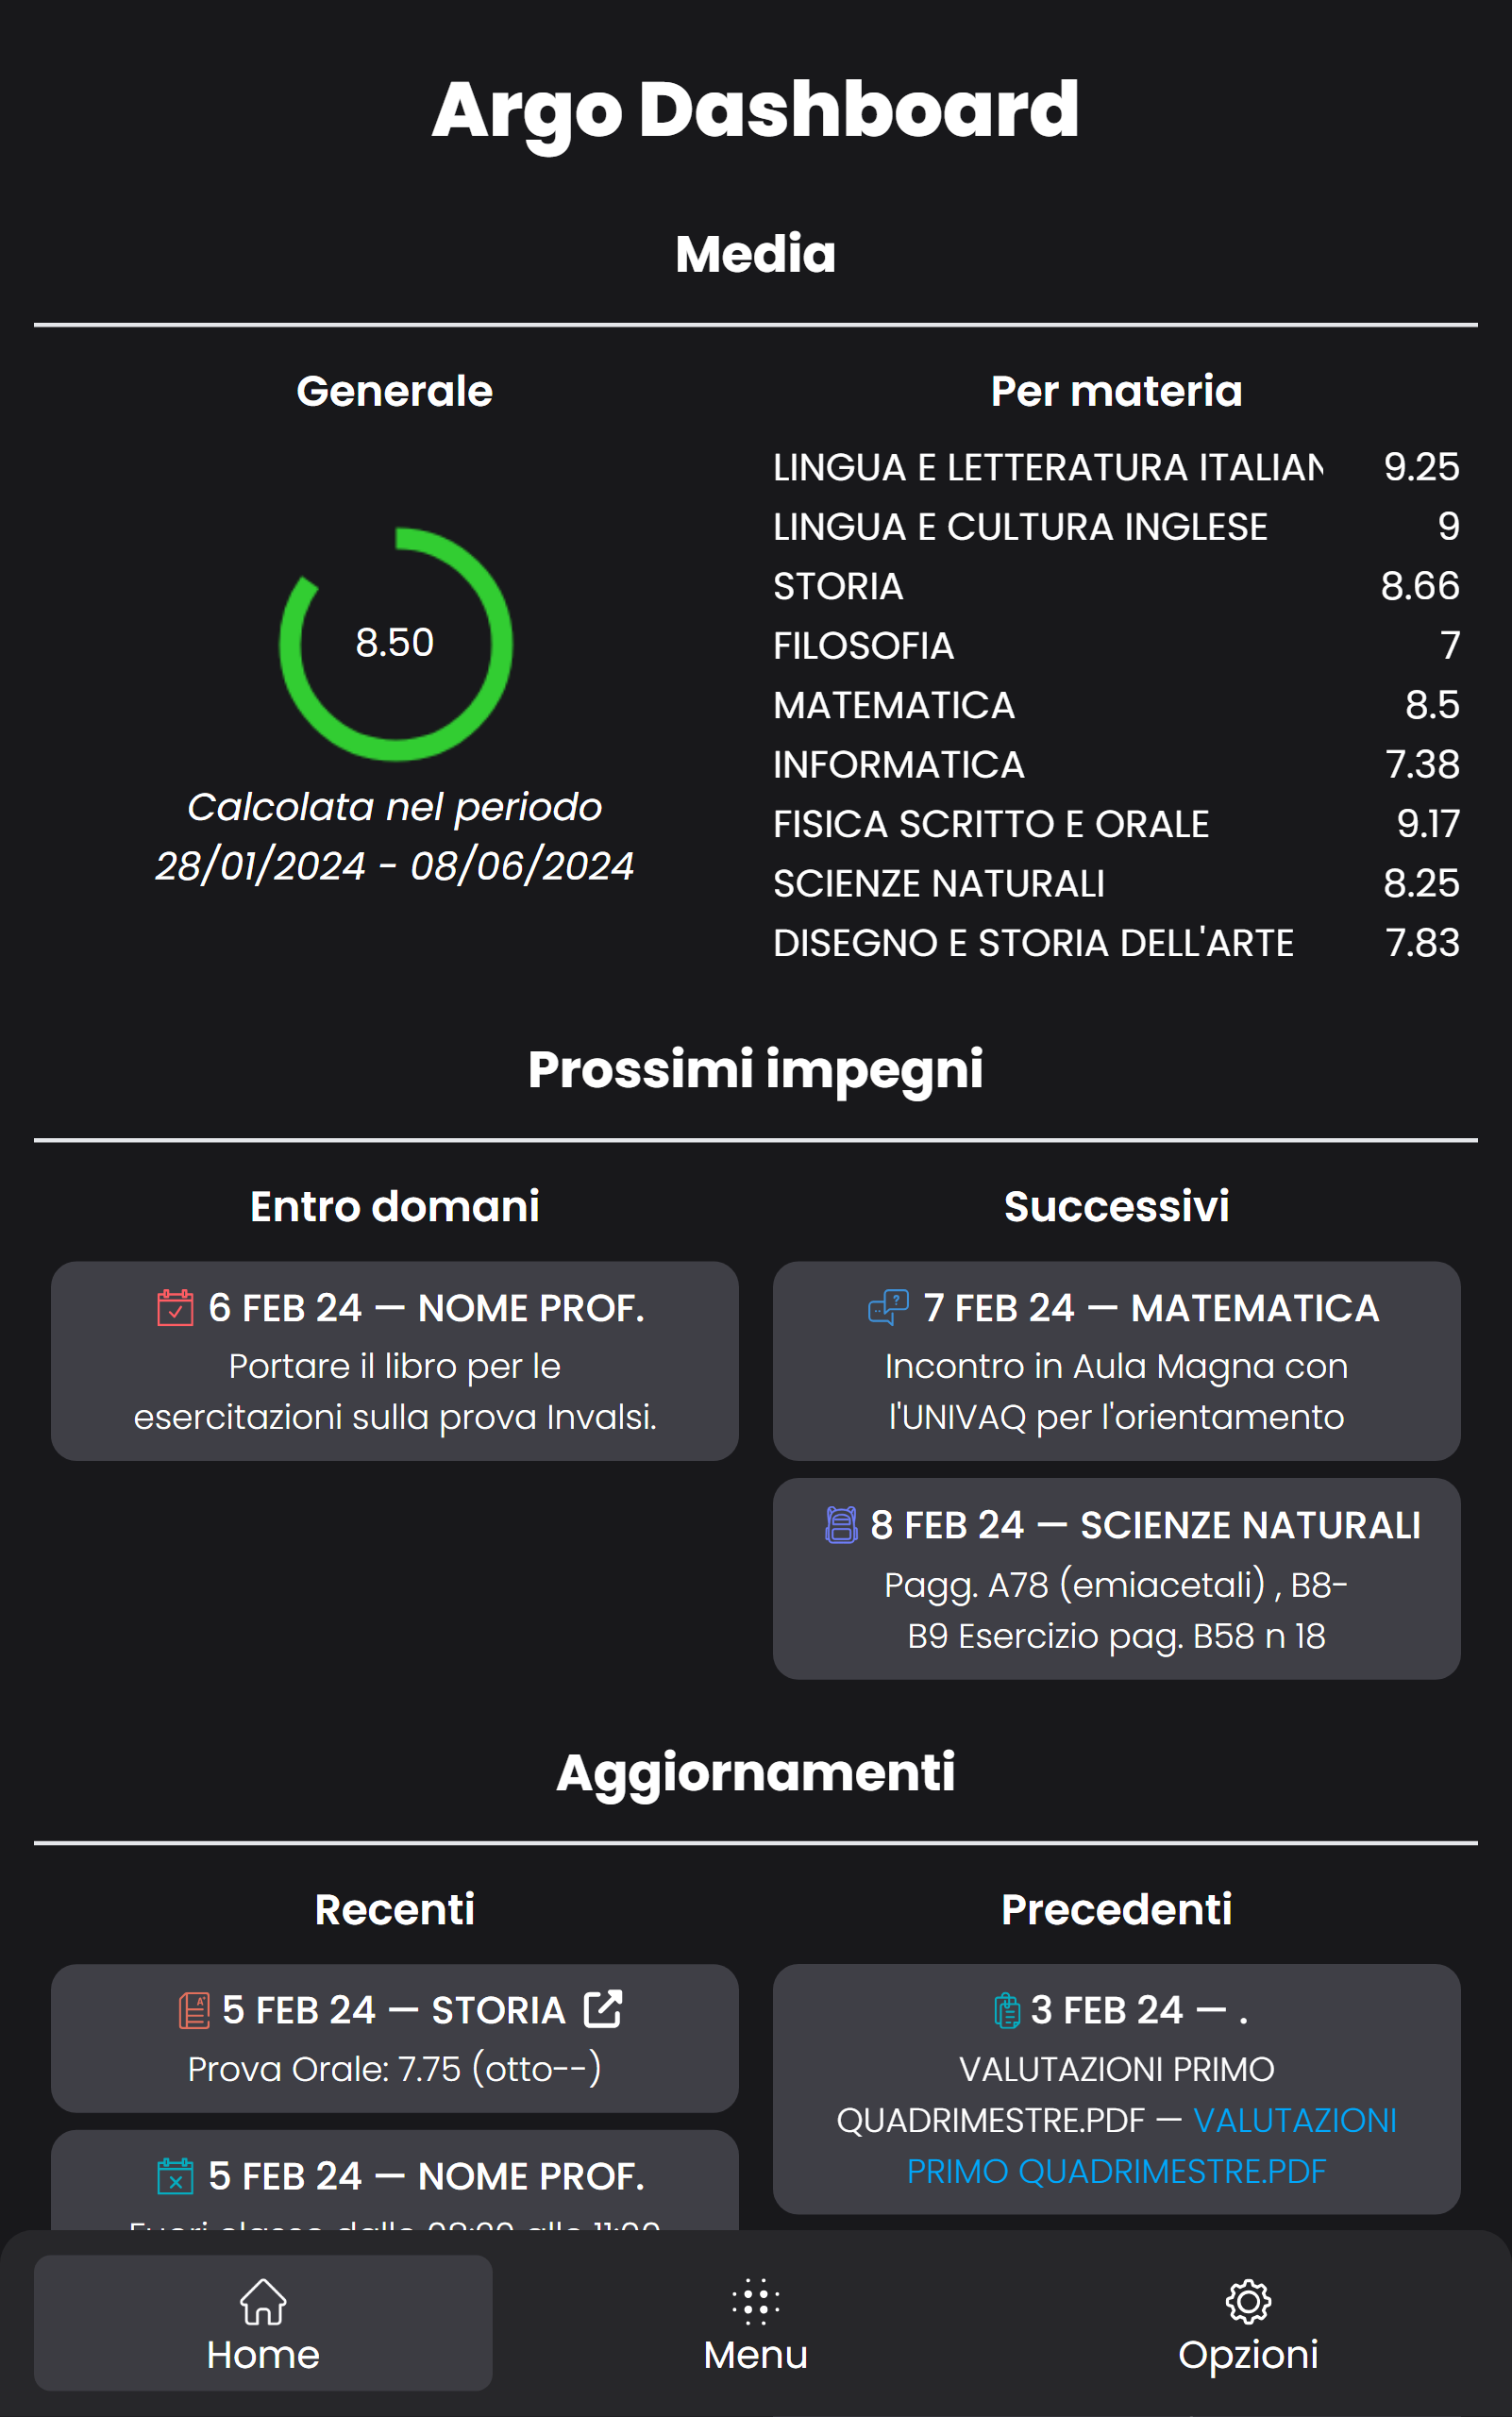 Argo Dashboard
Media
Generale
8.50
Calcolata nel periodo
28/01/2024 - 08/06/2024
Per materia
LINGUA E LETTERATURA ITALIAN 9.25
LINGUA E CULTURA INGLESE 9
STORIA 8.66
FILOSOFIA 7
MATEMATICA 8.5
INFORMATICA 7.38
FISICA SCRITTO E ORALE 9.17
SCIENZE NATURALI 8.25
DISEGNO E STORIA DELL'ARTE 7.83
Prossimi impegni
Entro domani
6 FEB 24 — NOME PROF.
Portare il libro per le
esercitazioni sulla prova Invalsi.
Successivi
7 FEB 24 — MATEMATICA
Incontro in Aula Magna con
l'UNIVAQ per l'orientamento
8 FEB 24 — SCIENZE NATURALI
Pagg. A78 (emiacetali) , B8-
B9 Esercizio pag. B58 n 18
Aggiornamenti
Recenti
5 FEB 24 — STORIA
Prova Orale: 7.75 (otto--)
5 FEB 24 — NOME PROF.
Fuori classe dalle
Precedenti
3 FEB 24 — .
VALUTAZIONI PRIMO
QUADRIMESTRE.PDF — VALUTAZIONI
PRIMO QUADRIMESTRE.PDF
Home
Menu
Opzioni